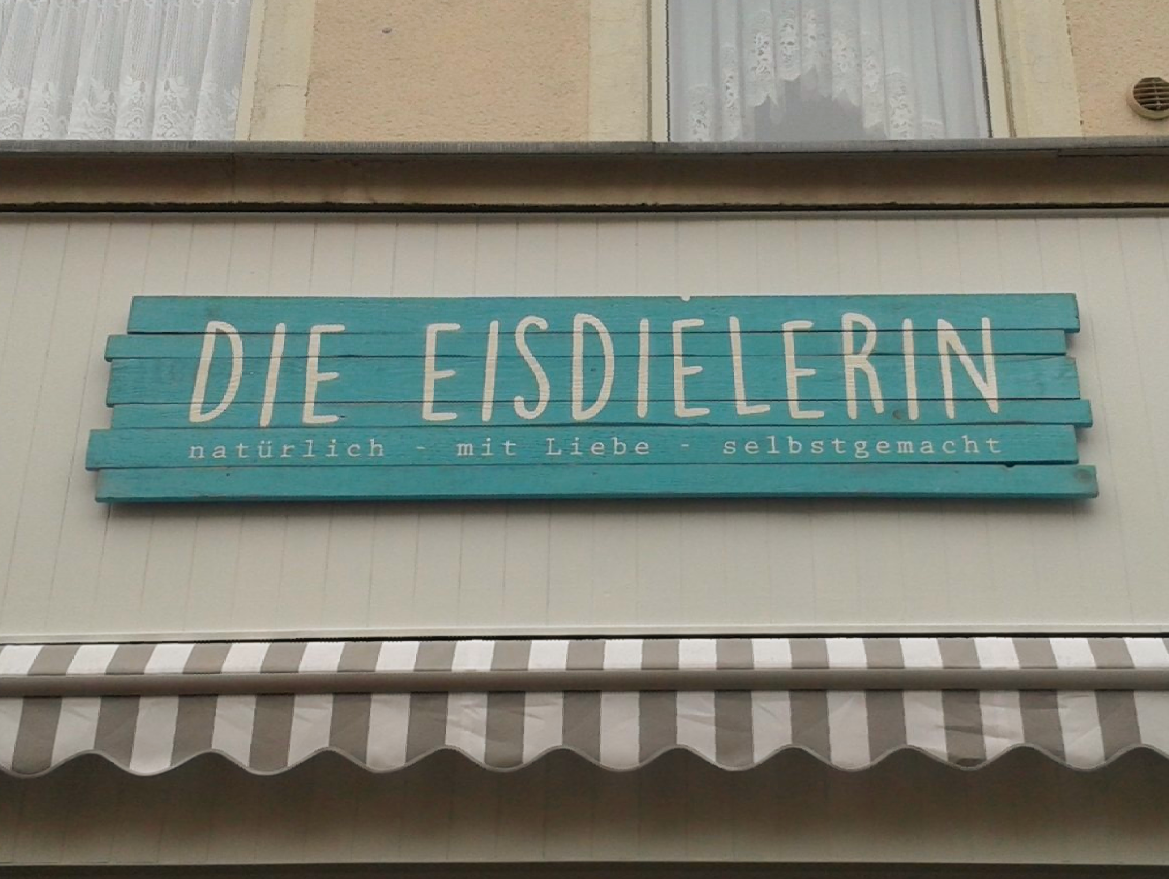 DIE EISDIELERIN
natürlich - mit Liebe - selbstgemacht